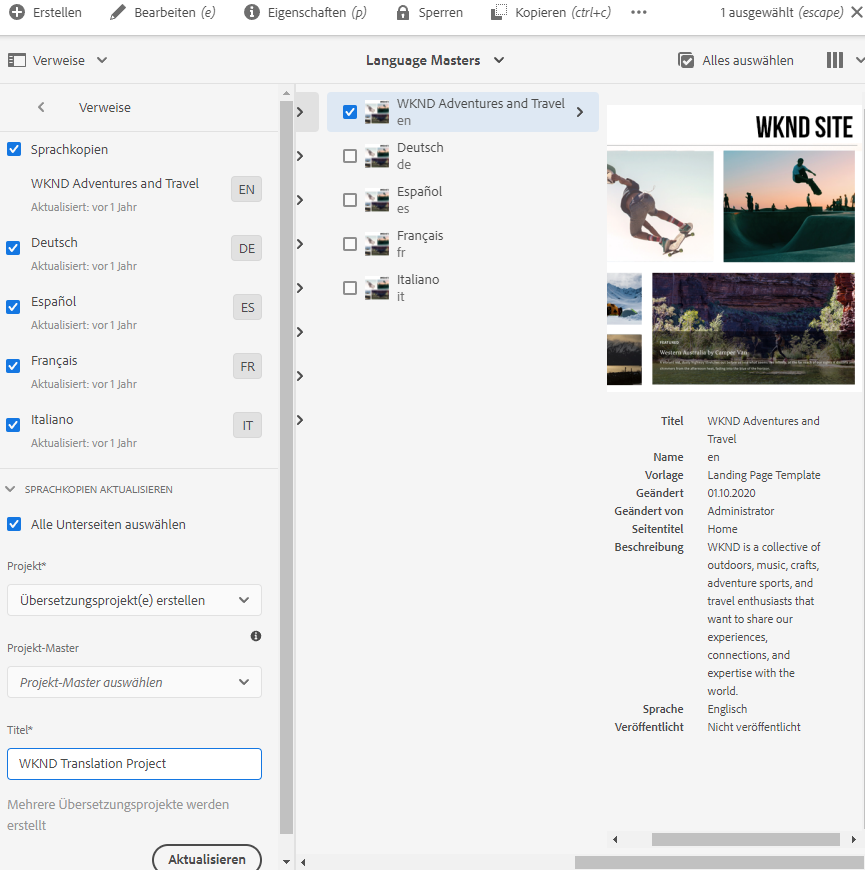 Erstellen
Bearbeiten (e)
Eigenschaften (p)
Sperren
Kopieren (ctrl+c)
1 ausgewählt (escape)
Verweise
Language Masters
Alles auswählen
Verweise
Sprachkopien
WKND Adventures and Travel
EN
Aktualisiert: vor 1 Jahr
Deutsch
DE
Aktualisiert: vor 1 Jahr
Español
ES
Aktualisiert: vor 1 Jahr
Français
FR
Aktualisiert: vor 1 Jahr
Italiano
IT
Aktualisiert: vor 1 Jahr
SPRACHKOPIEN AKTUALISIEREN
Alle Unterseiten auswählen
Projekt*
Übersetzungsprojekt(e) erstellen
Projekt-Master
Projekt-Master auswählen
Titel*
WKND Translation Project
Mehrere Übersetzungsprojekte werden
erstellt
Aktualisieren
WKND Adventures and Travel
en
Deutsch
de
Español
es
Français
fr
Italiano
it
WKND SITE
FEATURED
Western Australia by Camper Van
Titel WKND Adventures and
Travel
Name en
Vorlage Landing Page Template
Geändert 01.10.2020
Geändert von Administrator
Seitentitel Home
Beschreibung WKND is a collective of
outdoors, music, crafts,
adventure sports, and
travel enthusiasts that
want to share our
experiences,
connections, and
expertise with the
world.
Sprache Englisch
Veröffentlicht Nicht veröffentlicht